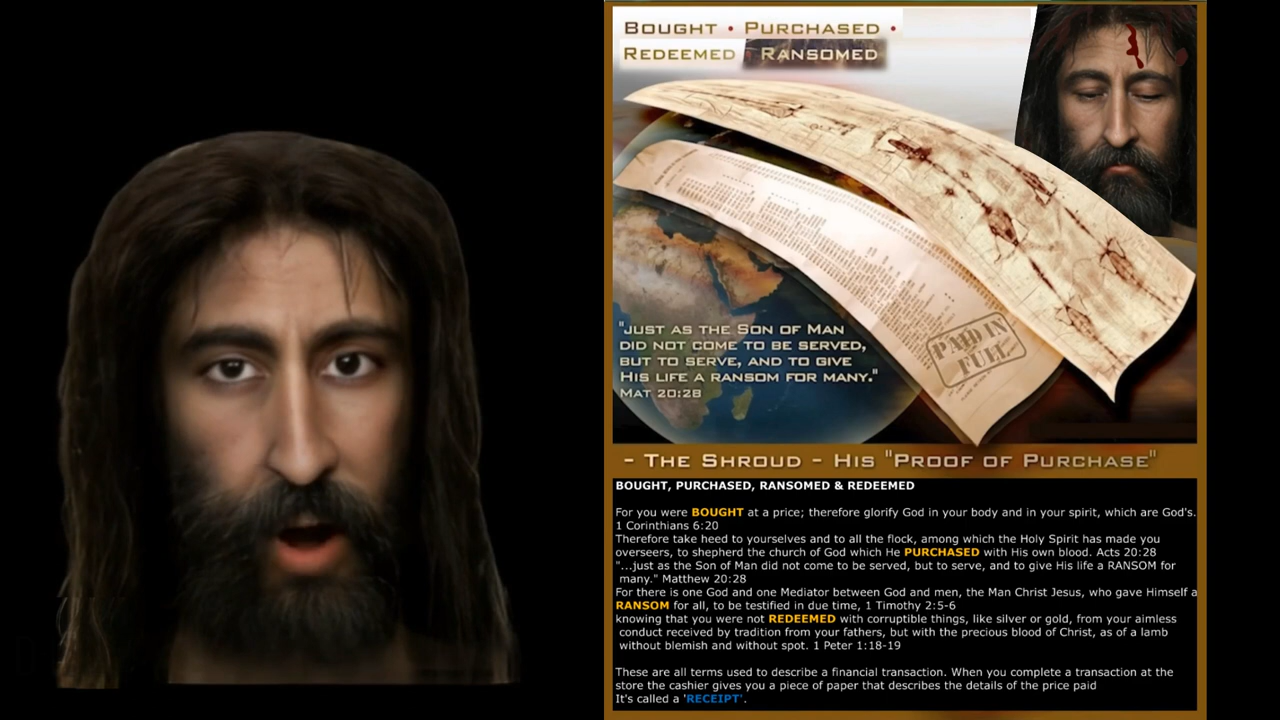 BOUGHT • PURCHASED •
REDEEMED RANSOMED
PAID IN
FULL
"JUST AS THE SON OF MAN
DID NOT COME TO BE SERVED,
BUT TO SERVE, AND TO GIVE
HIS LIFE A RANSOM FOR MANY."
MAT 20:28
- THE SHROUD - HIS "PROOF OF PURCHASE"
BOUGHT, PURCHASED, RANSOMED & REDEEMED
For you were BOUGHT at a price; therefore glorify God in your body and in your spirit, which are God's.
1 Corinthians 6:20
Therefore take heed to yourselves and to all the flock, among which the Holy Spirit has made you
overseers, to shepherd the church of God which He PURCHASED with His own blood. Acts 20:28
"...just as the Son of Man did not come to be served, but to serve, and to give His life a RANSOM for
many." Matthew 20:28
For there is one God and one Mediator between God and men, the Man Christ Jesus, who gave Himself a
RANSOM for all, to be testified in due time, 1 Timothy 2:5-6
knowing that you were not REDEEMED with corruptible things, like silver or gold, from your aimless
conduct received by tradition from your fathers, but with the precious blood of Christ, as of a lamb
without blemish and without spot. 1 Peter 1:18-19
These are all terms used to describe a financial transaction. When you complete a transaction at the
store the cashier gives you a piece of paper that describes the details of the price paid
It's called a 'RECEIPT'.